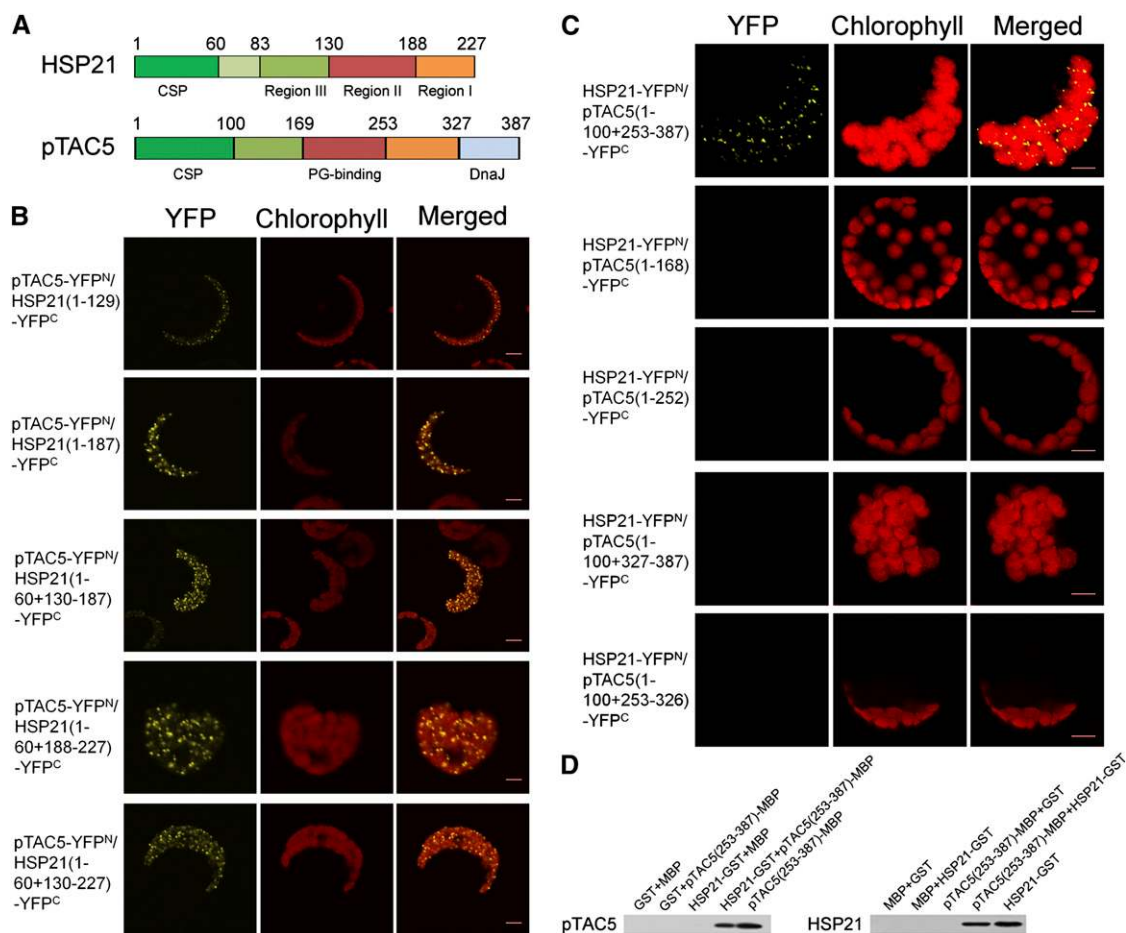 A
1 60 83 130 188 227
HSP21
CSP Region III Region II Region I
1 100 169 253 327 387
pTAC5
CSP PG-binding DnaJ
B
YFP Chlorophyll Merged
pTAC5-YFPᴺ/
HSP21(1-129)
-YFPᶜ
pTAC5-YFPᴺ/
HSP21(1-187)
-YFPᶜ
pTAC5-YFPᴺ/
HSP21(1-
60+130-187)
-YFPᶜ
pTAC5-YFPᴺ/
HSP21(1-
60+188-227)
-YFPᶜ
pTAC5-YFPᴺ/
HSP21(1-
60+130-227)
-YFPᶜ
C
YFP Chlorophyll Merged
HSP21-YFPᴺ/
pTAC5(1-
100+253-387)
-YFPᶜ
HSP21-YFPᴺ/
pTAC5(1-168)
-YFPᶜ
HSP21-YFPᴺ/
pTAC5(1-252)
-YFPᶜ
HSP21-YFPᴺ/
pTAC5(1-
100+327-387)
-YFPᶜ
HSP21-YFPᴺ/
pTAC5(1-
100+253-326)
-YFPᶜ
D
GST+MBP
GST+pTAC5(253-387)-MBP
HSP21-GST+MBP
HSP21-GST+pTAC5(253-387)-MBP
pTAC5(253-387)-MBP
pTAC5
MBP+GST
MBP+HSP21-GST
pTAC5(253-387)-MBP+GST
pTAC5(253-387)-MBP+HSP21-GST
HSP21-GST
HSP21